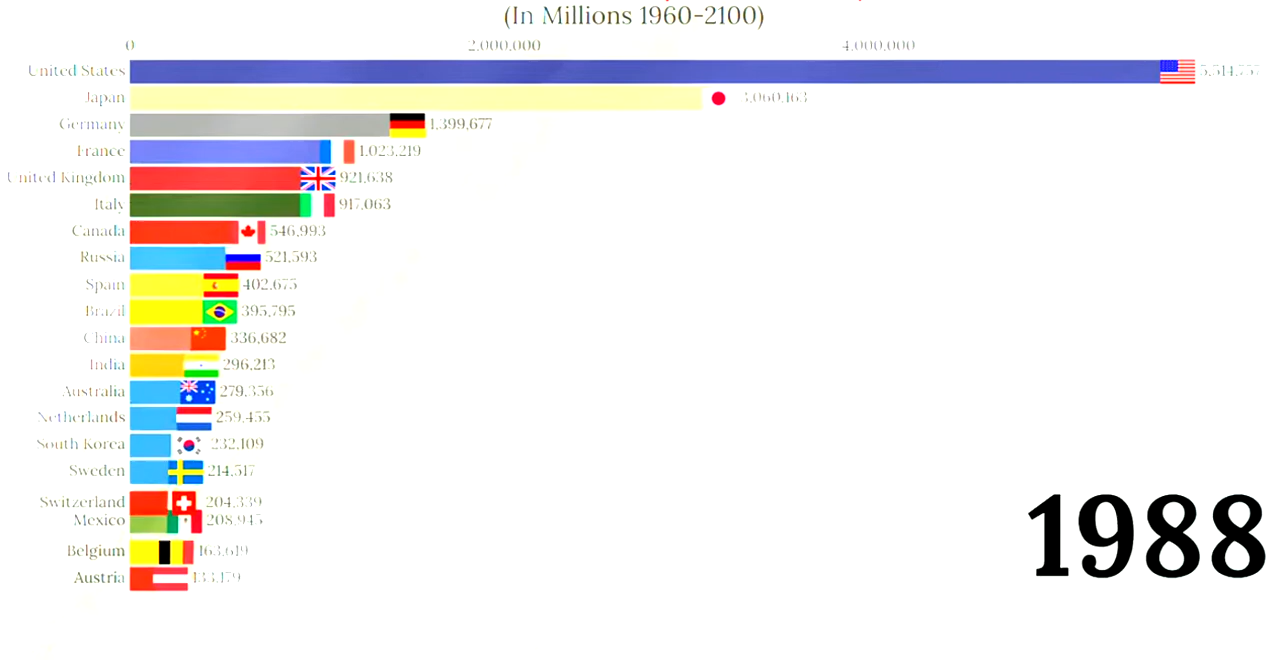 (In Millions 1960-2100)
0 2,000,000 4,000,000
United States
Japan 3,060,163
Germany 1,399,677
France 1,023,219
United Kingdom 921,638
Italy 917,063
Canada 546,993
Russia 521,593
Spain 402,675
Brazil 395,795
China 336,682
India 296,213
Australia 279,356
Netherlands 259,455
South Korea 232,109
Sweden 214,517
Switzerland 204,339
Mexico 208,945
Belgium 163,619
Austria 133,179
1988